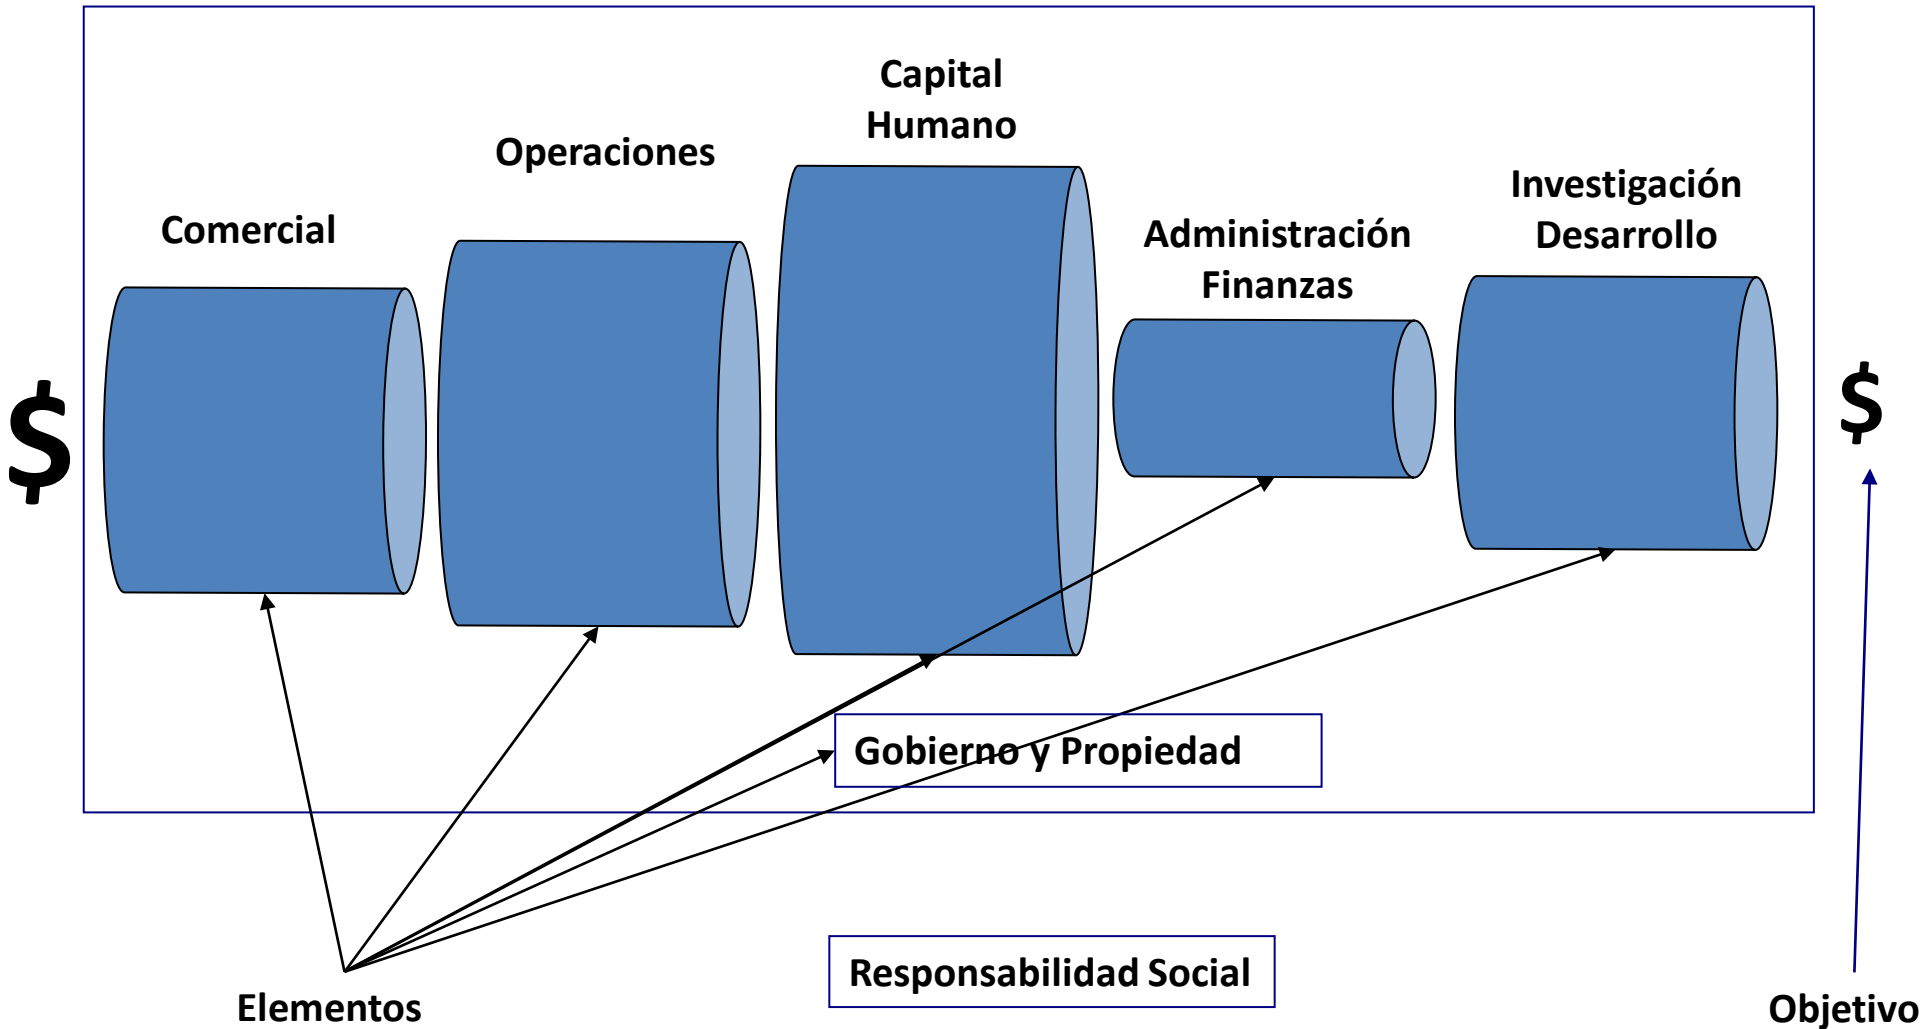 Capital
Humano
Operaciones
Comercial
Administración
Finanzas
Investigación
Desarrollo
$
$
Gobierno y Propiedad
Responsabilidad Social
Elementos
Objetivo